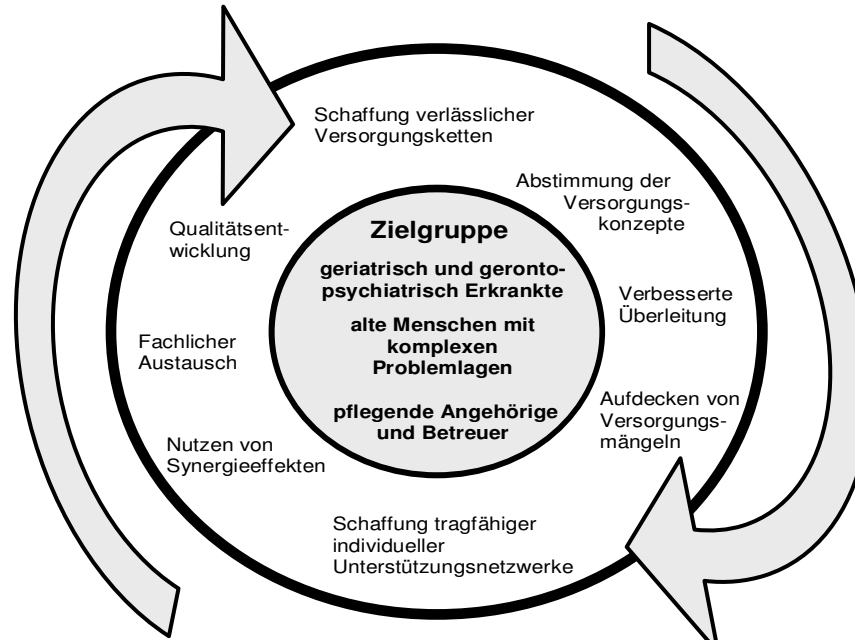 Schaffung verlässlicher
Versorgungsketten
Abstimmung der
Versorgungs-
konzepte
Qualitätsent-
wicklung
Zielgruppe
geriatrisch und geronto-
psychiatrisch Erkrankte
alte Menschen mit
komplexen
Problemlagen
pflegende Angehörige
und Betreuer
Verbesserte
Überleitung
Fachlicher
Austausch
Aufdecken von
Versorgungs-
mängeln
Nutzen von
Synergieeffekten
Schaffung tragfähiger
individueller
Unterstützungsnetzwerke